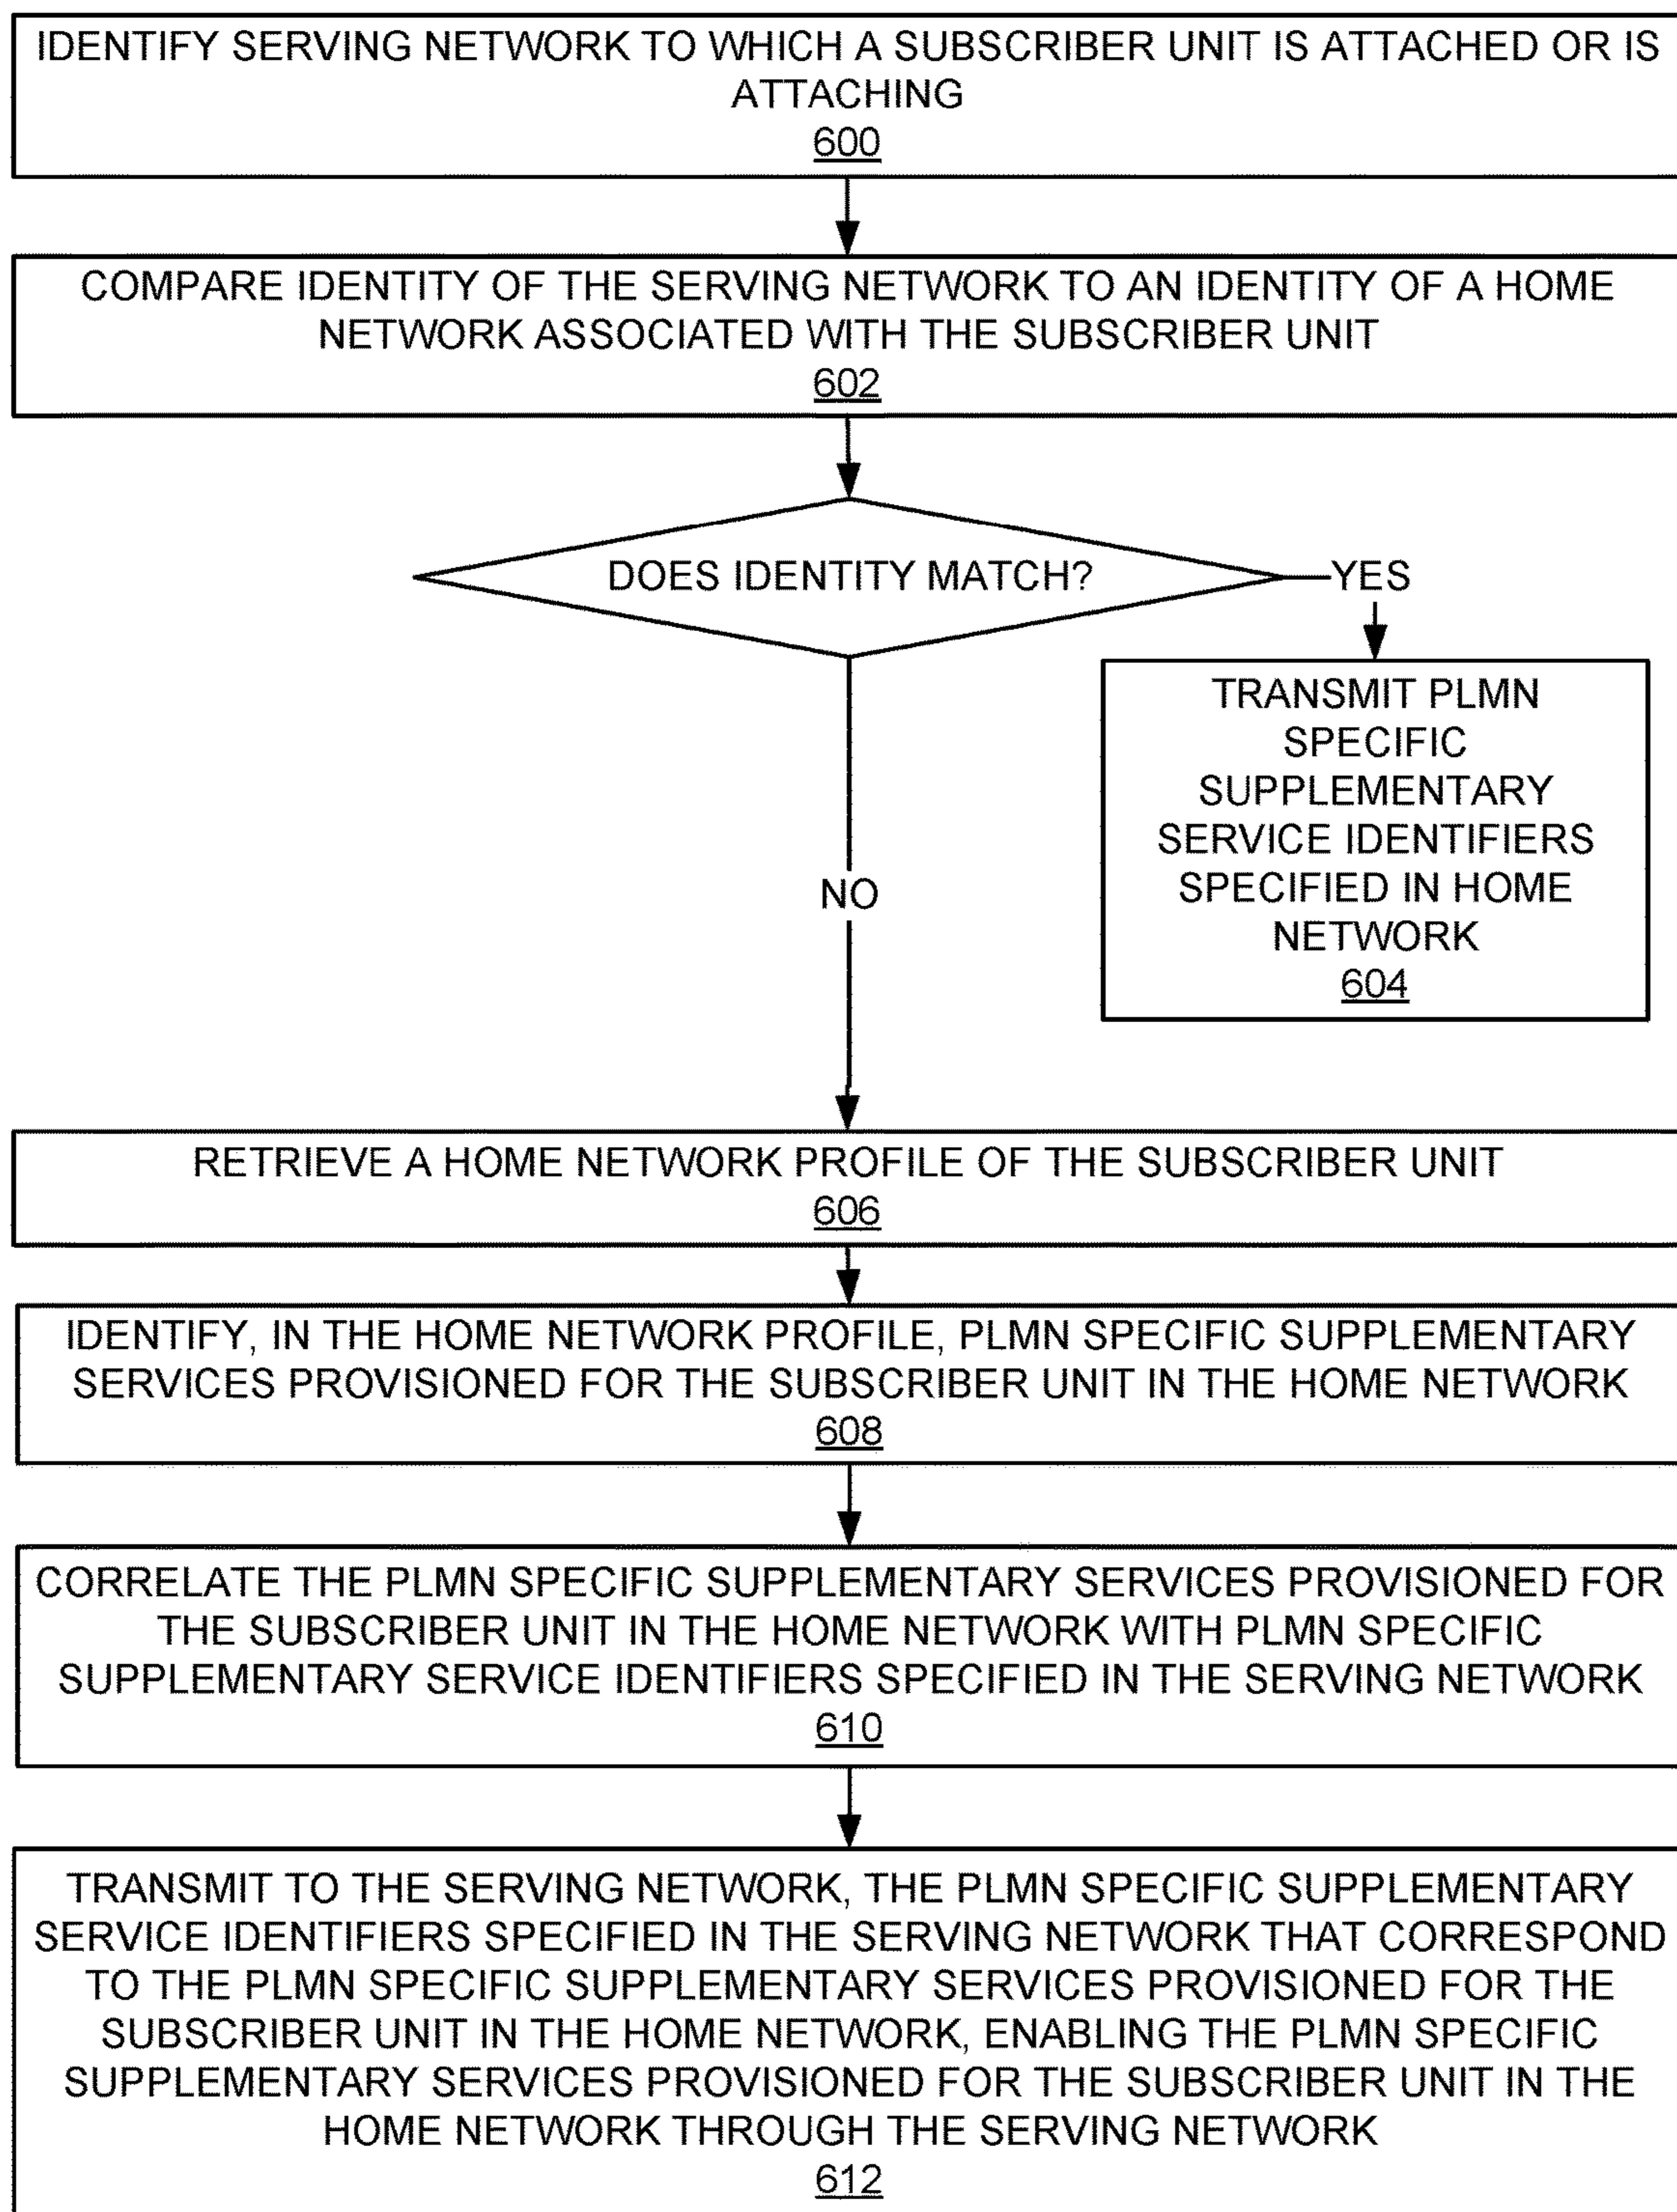 IDENTIFY SERVING NETWORK TO WHICH A SUBSCRIBER UNIT IS ATTACHED OR IS
ATTACHING
600
COMPARE IDENTITY OF THE SERVING NETWORK TO AN IDENTITY OF A HOME
NETWORK ASSOCIATED WITH THE SUBSCRIBER UNIT
602
DOES IDENTITY MATCH?
YES
TRANSMIT PLMN
SPECIFIC
SUPPLEMENTARY
SERVICE IDENTIFIERS
SPECIFIED IN HOME
NETWORK
604
NO
RETRIEVE A HOME NETWORK PROFILE OF THE SUBSCRIBER UNIT
606
IDENTIFY, IN THE HOME NETWORK PROFILE, PLMN SPECIFIC SUPPLEMENTARY
SERVICES PROVISIONED FOR THE SUBSCRIBER UNIT IN THE HOME NETWORK
608
CORRELATE THE PLMN SPECIFIC SUPPLEMENTARY SERVICES PROVISIONED FOR
THE SUBSCRIBER UNIT IN THE HOME NETWORK WITH PLMN SPECIFIC
SUPPLEMENTARY SERVICE IDENTIFIERS SPECIFIED IN THE SERVING NETWORK
610
TRANSMIT TO THE SERVING NETWORK, THE PLMN SPECIFIC SUPPLEMENTARY
SERVICE IDENTIFIERS SPECIFIED IN THE SERVING NETWORK THAT CORRESPOND
TO THE PLMN SPECIFIC SUPPLEMENTARY SERVICES PROVISIONED FOR THE
SUBSCRIBER UNIT IN THE HOME NETWORK, ENABLING THE PLMN SPECIFIC
SUPPLEMENTARY SERVICES PROVISIONED FOR THE SUBSCRIBER UNIT IN THE
HOME NETWORK THROUGH THE SERVING NETWORK
612